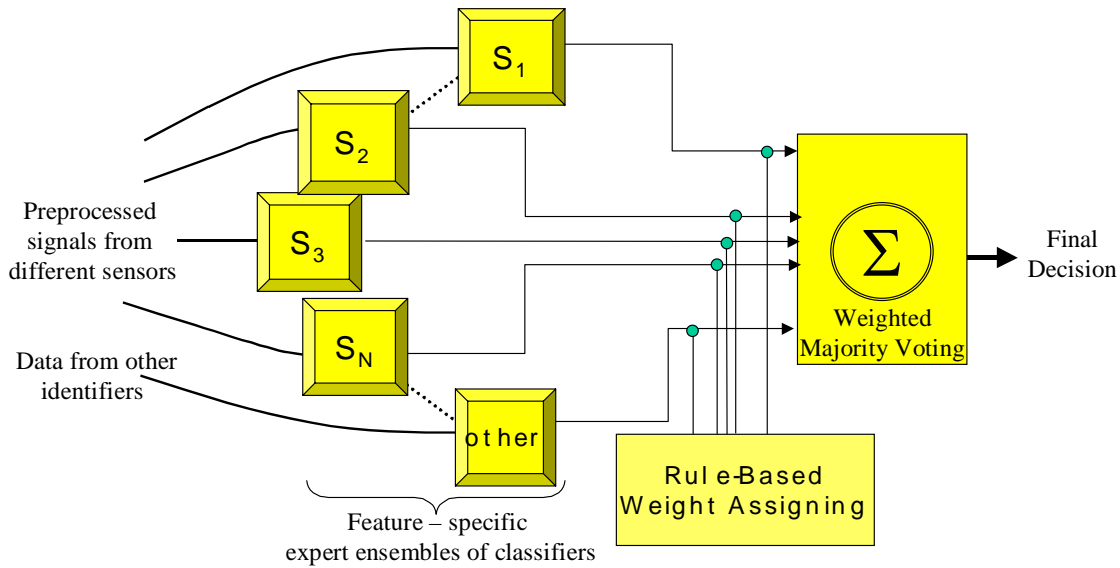 S1
S2
S3
SN
other
Preprocessed
signals from
different sensors
Data from other
identifiers
Feature – specific
expert ensembles of classifiers
Rule-Based
Weight Assigning
Σ
Weighted
Majority Voting
Final
Decision